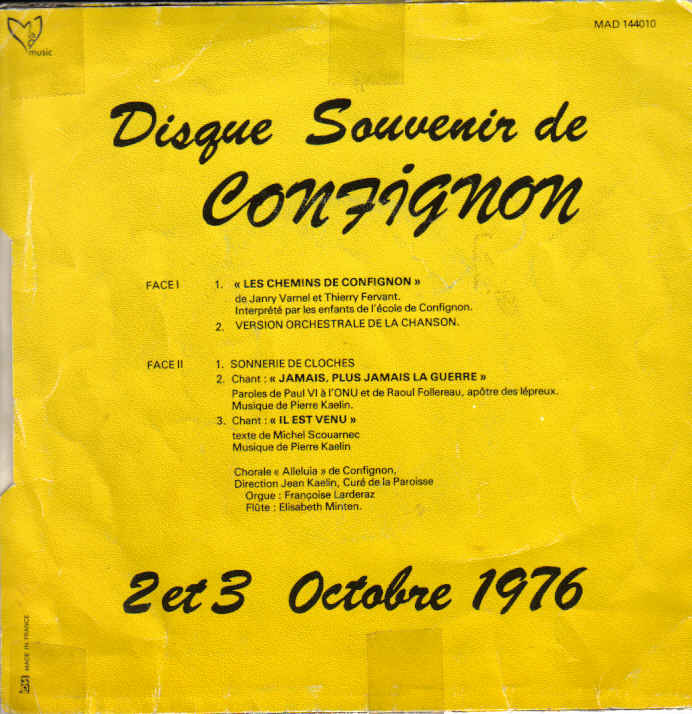 music
MAD 144010
Disque Souvenir de
CONFIGNON
FACE I 1. « LES CHEMINS DE CONFIGNON »
de Janry Varnel et Thierry Fervant.
Interprété par les enfants de l'école de Confignon.
2. VERSION ORCHESTRALE DE LA CHANSON.
FACE II 1. SONNERIE DE CLOCHES
2. Chant : « JAMAIS, PLUS JAMAIS LA GUERRE »
Paroles de Paul VI à l'ONU et de Raoul Follereau, apôtre des lépreux.
Musique de Pierre Kaelin.
3. Chant : « IL EST VENU »
texte de Michel Scouarnec
Musique de Pierre Kaelin
Chorale « Alleluia » de Confignon,
Direction Jean Kaelin, Curé de la Paroisse
Orgue : Françoise Larderaz
Flûte : Elisabeth Minten.
2 et 3 Octobre 1976
MADE IN FRANCE